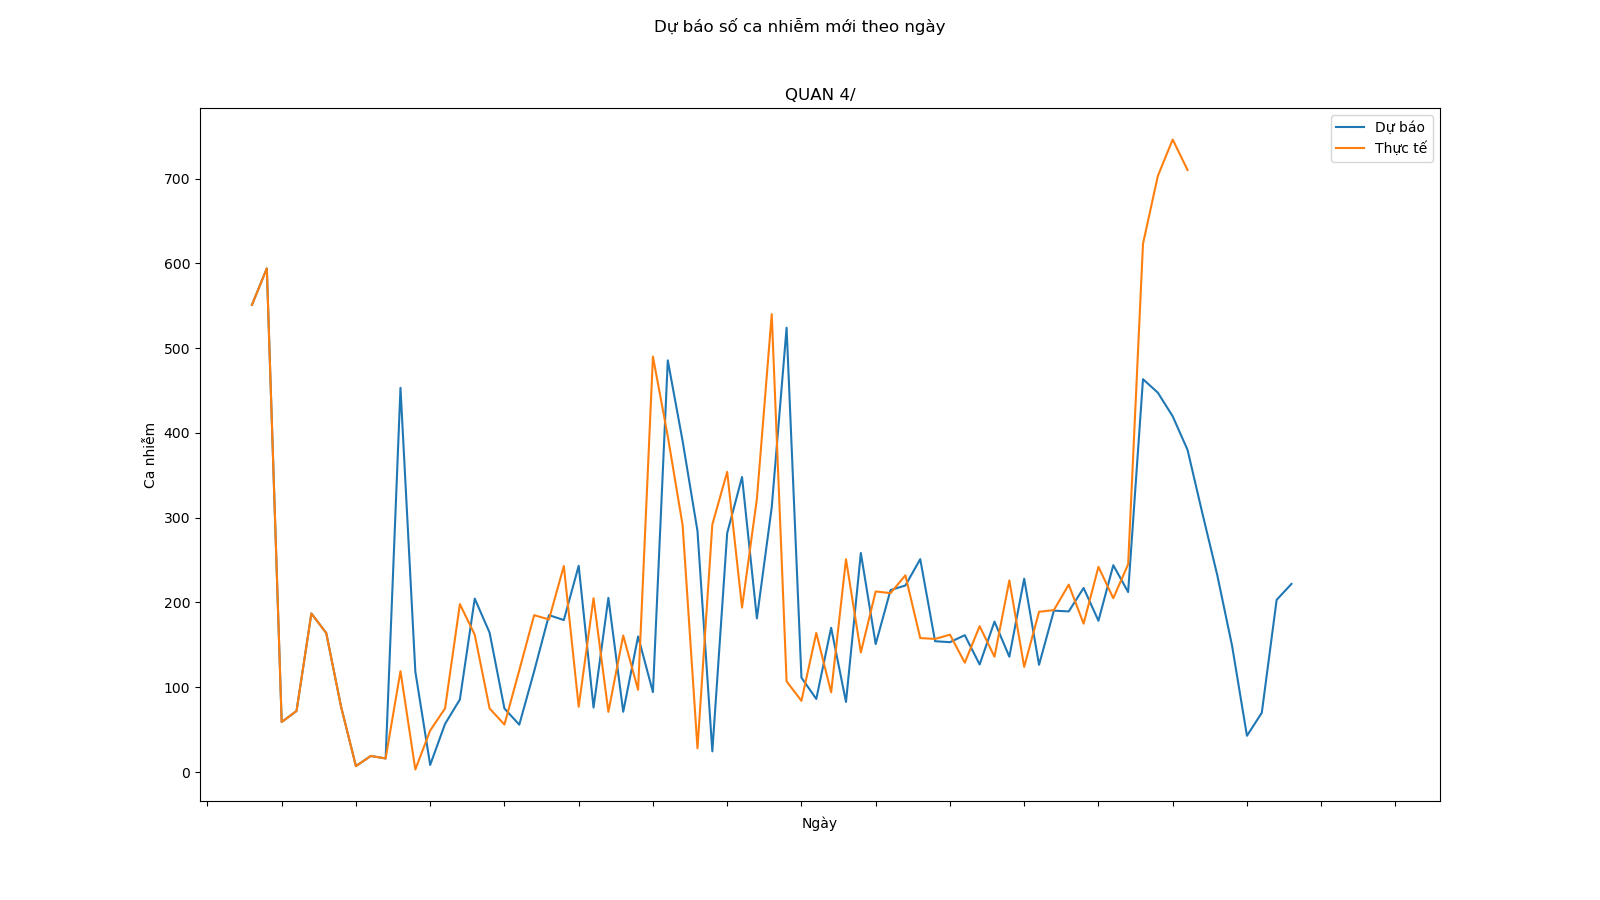 Dự báo số ca nhiễm mới theo ngày
QUAN 4/
Dự báo
Thực tế
700
600
500
400
300
200
100
0
Ca nhiễm
Ngày